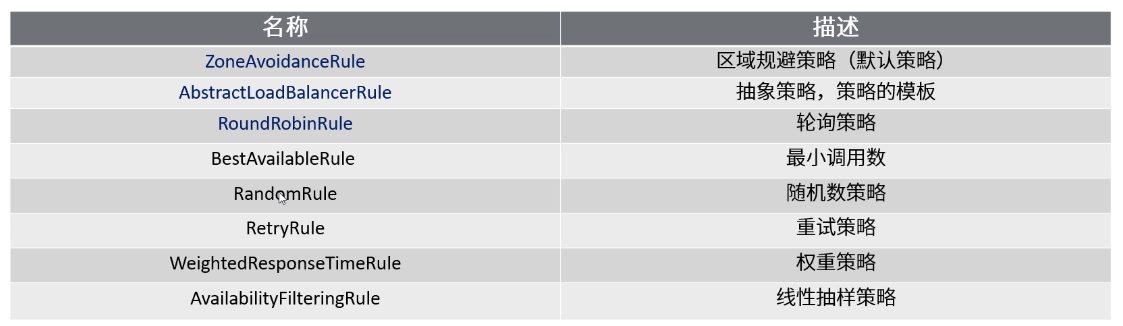 名称 描述
ZoneAvoidanceRule 区域规避策略（默认策略）
AbstractLoadBalancerRule 抽象策略，策略的模板
RoundRobinRule 轮询策略
BestAvailableRule 最小调用数
RandomRule 随机数策略
RetryRule 重试策略
WeightedResponseTimeRule 权重策略
AvailabilityFilteringRule 线性抽样策略